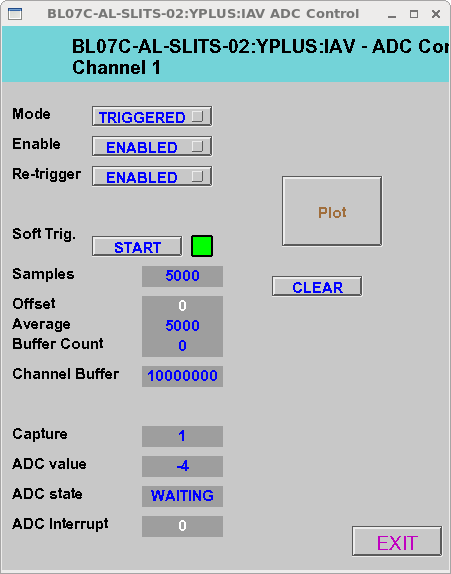 BL07C-AL-SLITS-02:YPLUS:IAV ADC Control
BL07C-AL-SLITS-02:YPLUS:IAV - ADC Con
Channel 1
Mode TRIGGERED
Enable ENABLED
Re-trigger ENABLED
Plot
Soft Trig. START
Samples 5000
CLEAR
Offset 0
Average 5000
Buffer Count 0
Channel Buffer 10000000
Capture 1
ADC value -4
ADC state WAITING
ADC Interrupt 0
EXIT